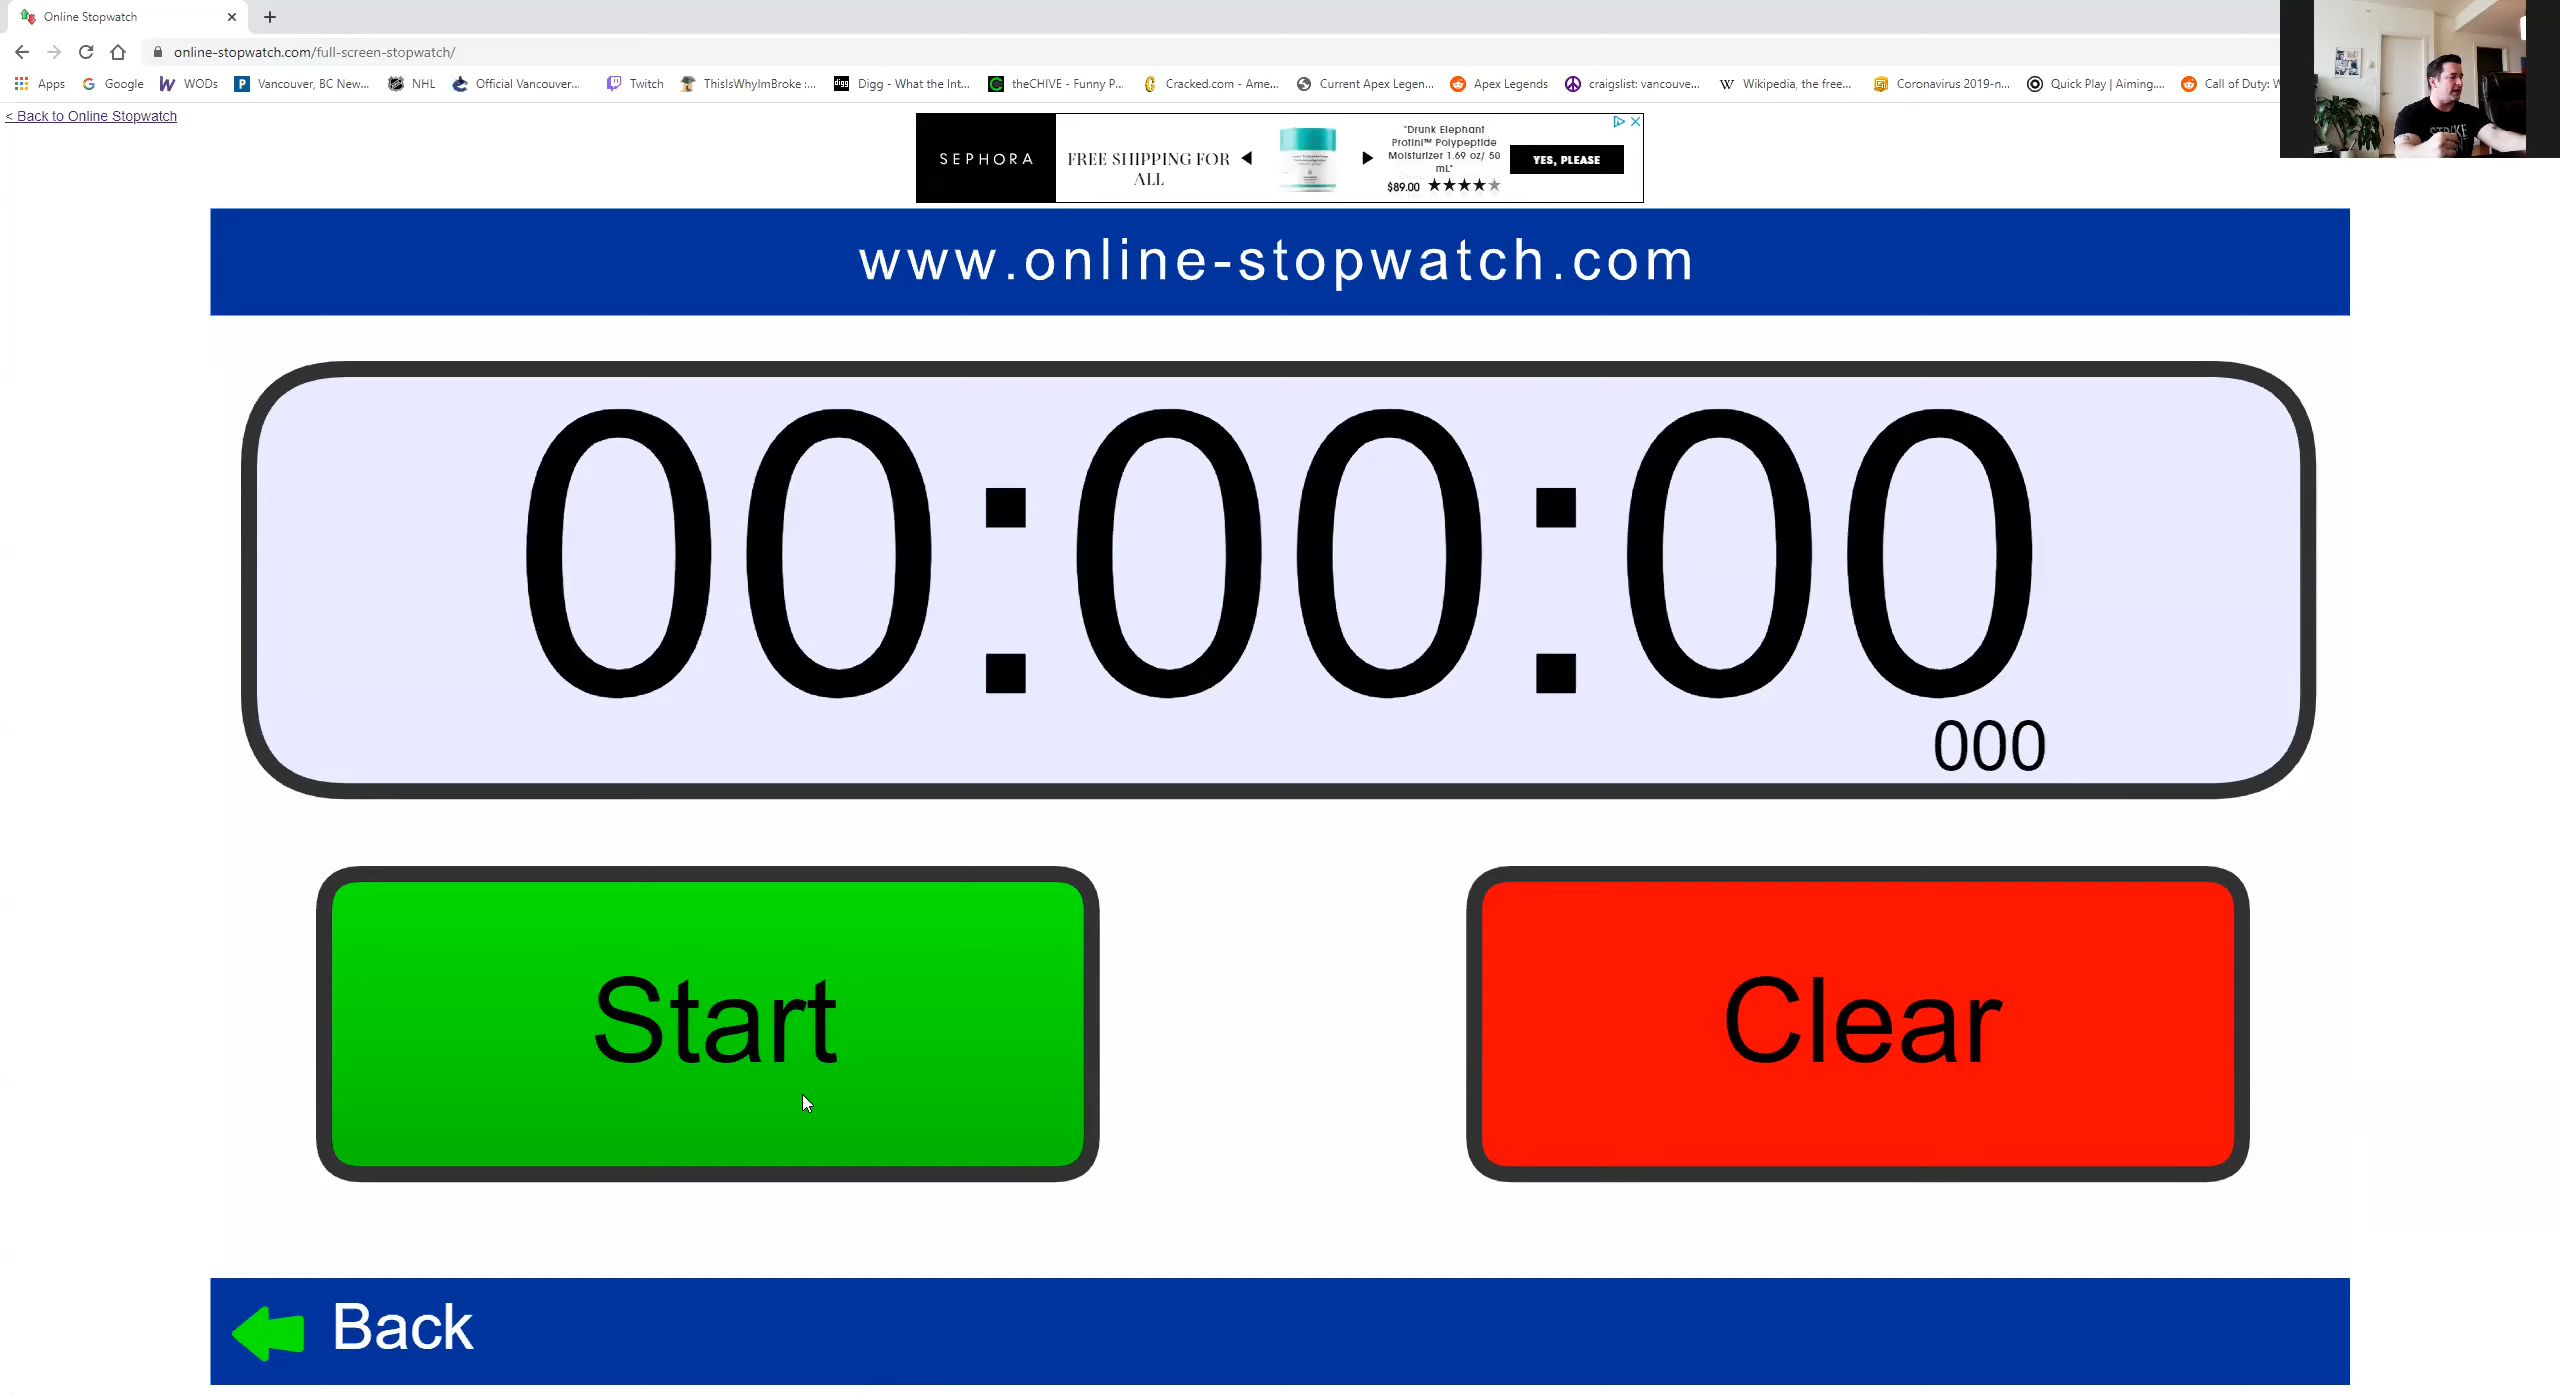 Online Stopwatch
online-stopwatch.com/full-screen-stopwatch/
Apps Google WODs Vancouver, BC New... NHL Official Vancouver... Twitch ThisIsWhyImBroke :... Digg - What the Int... theCHIVE - Funny P... Cracked.com - Ame... Current Apex Legen... Apex Legends craigslist: vancouve... Wikipedia, the free... Coronavirus 2019-n... Quick Play | Aiming.... Call of Duty: W
< Back to Online Stopwatch
SEPHORA
FREE SHIPPING FOR
ALL
"Drunk Elephant
Protini™ Polypeptide
Moisturizer 1.69 oz/ 50
mL"
$89.00
YES, PLEASE
www.online-stopwatch.com
00:00:00
000
Start
Clear
Back